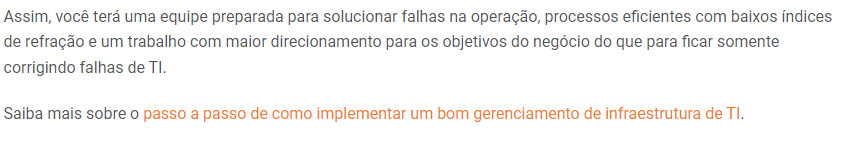 Assim, você terá uma equipe preparada para solucionar falhas na operação, processos eficientes com baixos índices
de refração e um trabalho com maior direcionamento para os objetivos do negócio do que para ficar somente
corrigindo falhas de TI.
Saiba mais sobre o passo a passo de como implementar um bom gerenciamento de infraestrutura de TI.